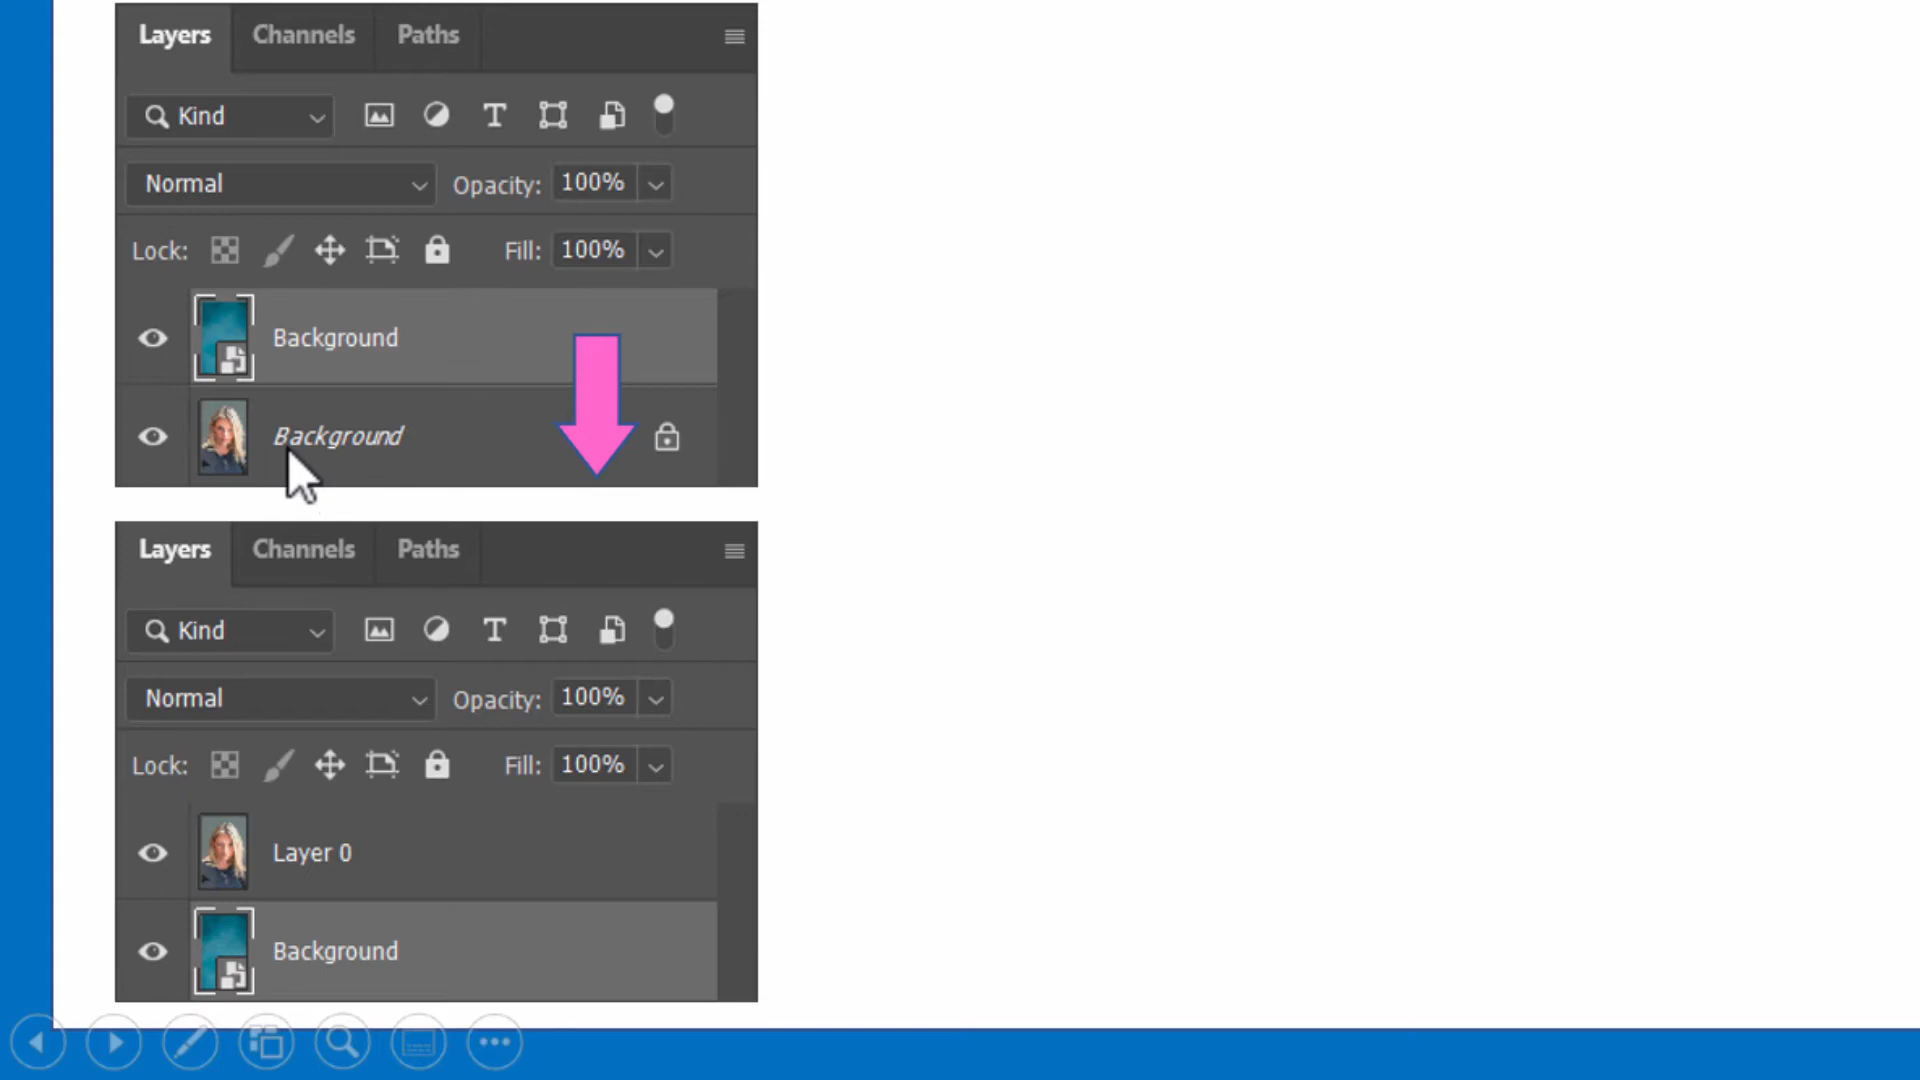 Layers Channels Paths
Kind
Normal Opacity: 100%
Lock: Fill: 100%
Background
Background
Layers Channels Paths
Kind
Normal Opacity: 100%
Lock: Fill: 100%
Layer 0
Background